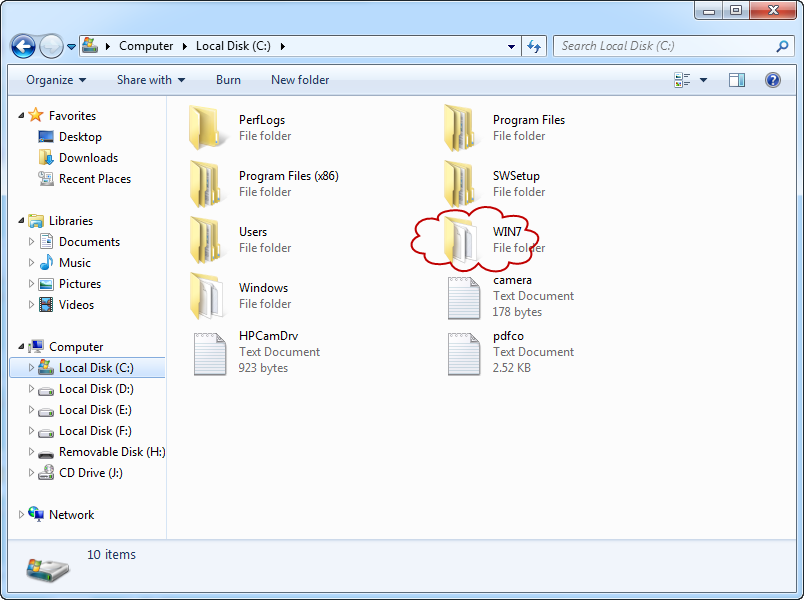 Computer Local Disk (C:)
Search Local Disk (C:)
Organize Share with Burn New folder
Favorites
Desktop
Downloads
Recent Places
Libraries
Documents
Music
Pictures
Videos
Computer
Local Disk (C:)
Local Disk (D:)
Local Disk (E:)
Local Disk (F:)
Removable Disk (H:)
CD Drive (J:)
Network
PerfLogs
File folder
Program Files
File folder
Program Files (x86)
File folder
SWSetup
File folder
Users
File folder
WIN7
File folder
Windows
File folder
camera
Text Document
178 bytes
HPCamDrv
Text Document
923 bytes
pdfco
Text Document
2.52 KB
10 items